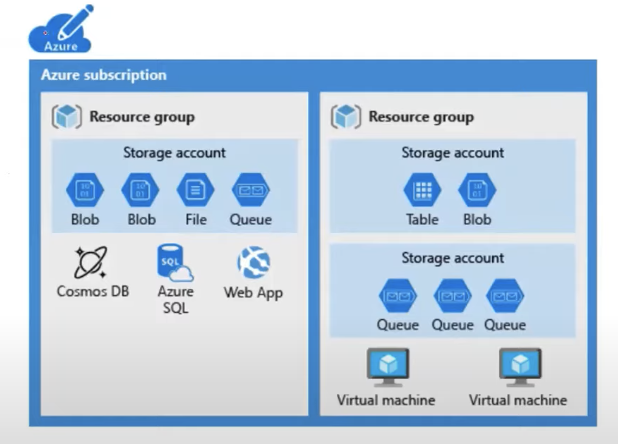 Azure
Azure subscription
Resource group
Storage account
Blob
Blob
File
Queue
Cosmos DB
Azure
SQL
Web App
SQL
Resource group
Storage account
Table
Blob
Storage account
Queue
Queue
Queue
Virtual machine
Virtual machine